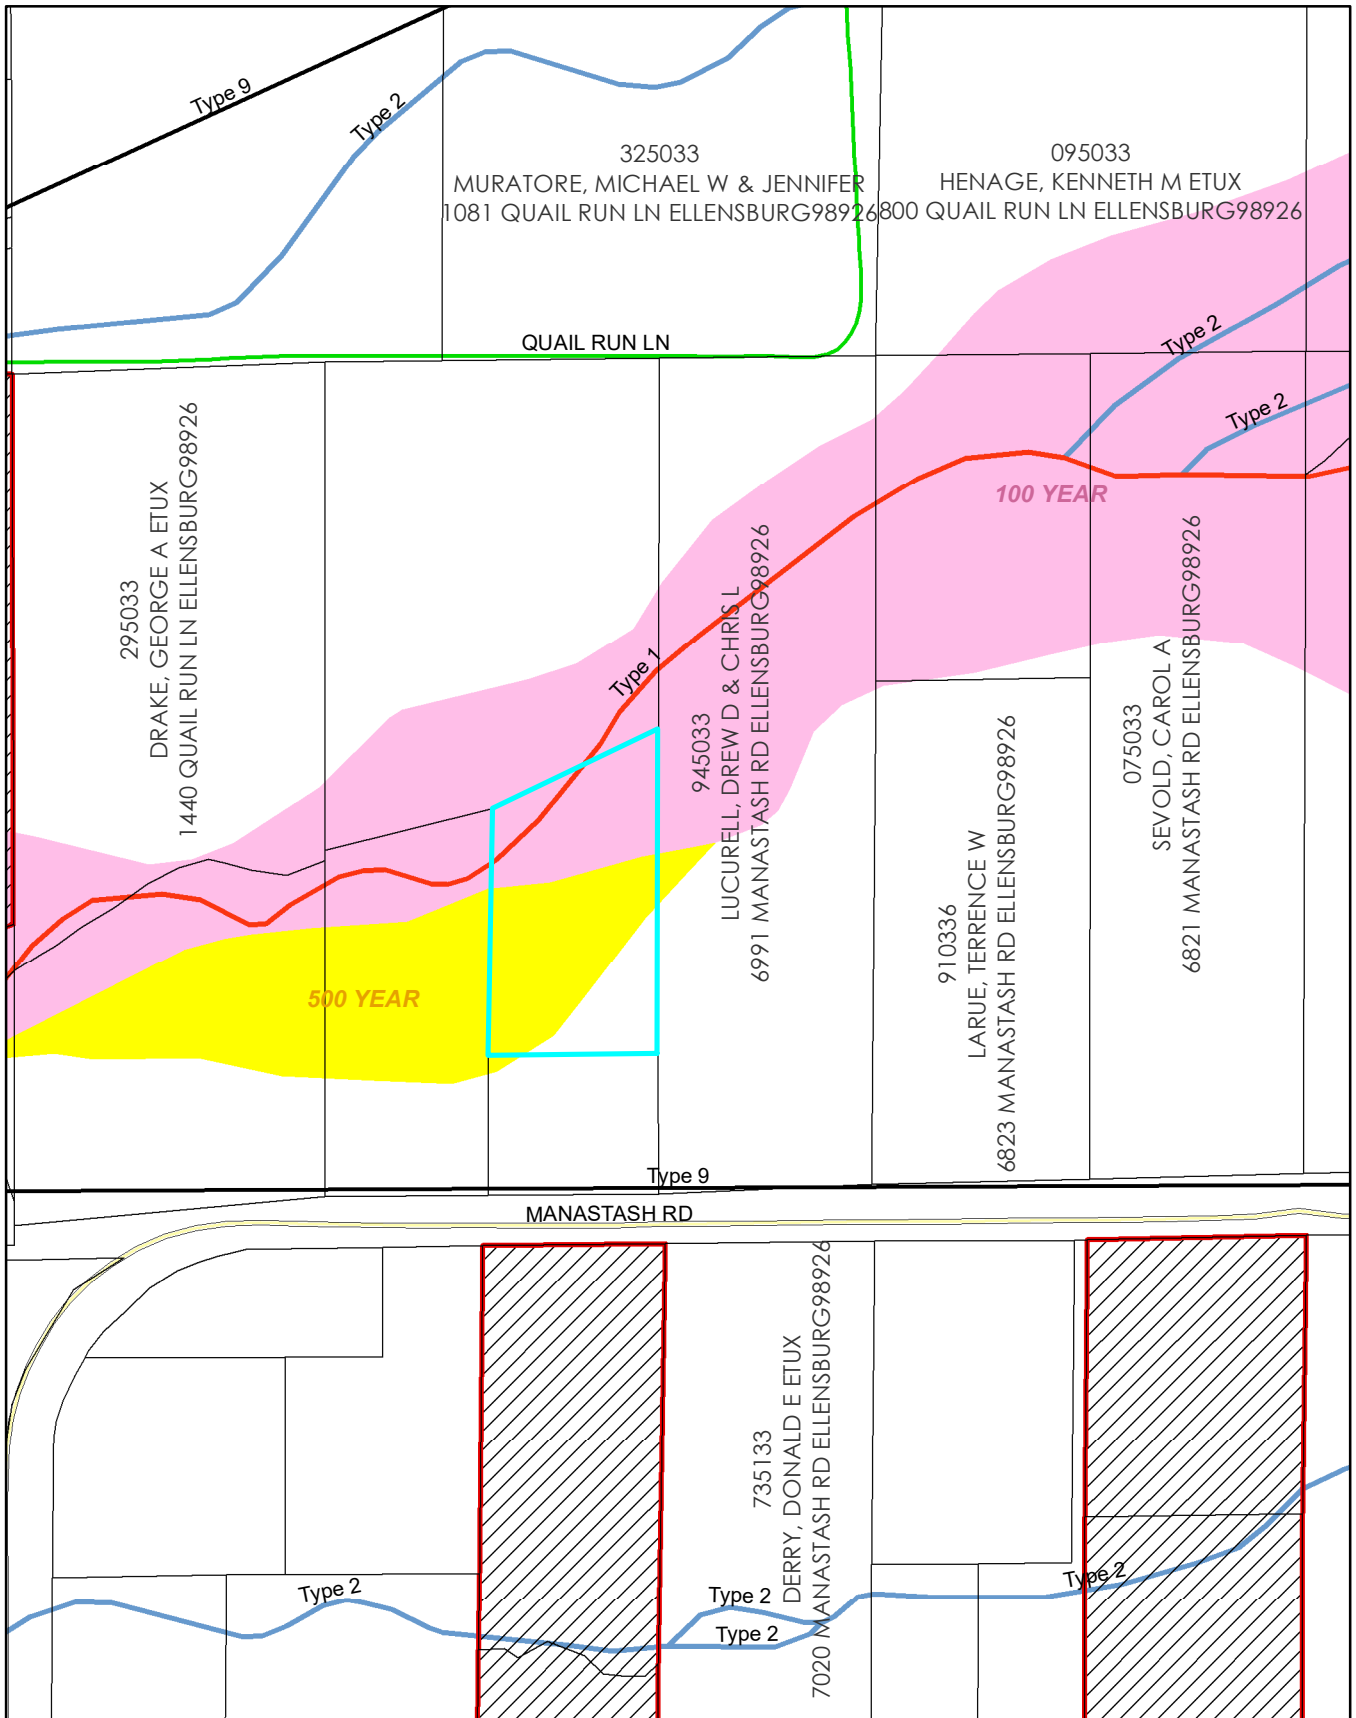 Type 9
Type 2
325033
MURATORE, MICHAEL W & JENNIFER
1081 QUAIL RUN LN ELLENSBURG98926
095033
HENAGE, KENNETH M ETUX
800 QUAIL RUN LN ELLENSBURG98926
QUAIL RUN LN
Type 2
Type 2
100 YEAR
295033
DRAKE, GEORGE A ETUX
1440 QUAIL RUN LN ELLENSBURG98926
Type 1
945033
LUCURELL, DREW D & CHRIS L
6991 MANASTASH RD ELLENSBURG98926
075033
SEVOLD, CAROL A
6821 MANASTASH RD ELLENSBURG98926
910336
LARUE, TERRENCE W
6823 MANASTASH RD ELLENSBURG98926
500 YEAR
Type 9
MANASTASH RD
735133
DERRY, DONALD E ETUX
7020 MANASTASH RD ELLENSBURG98926
Type 2
Type 2
Type 2
Type 2